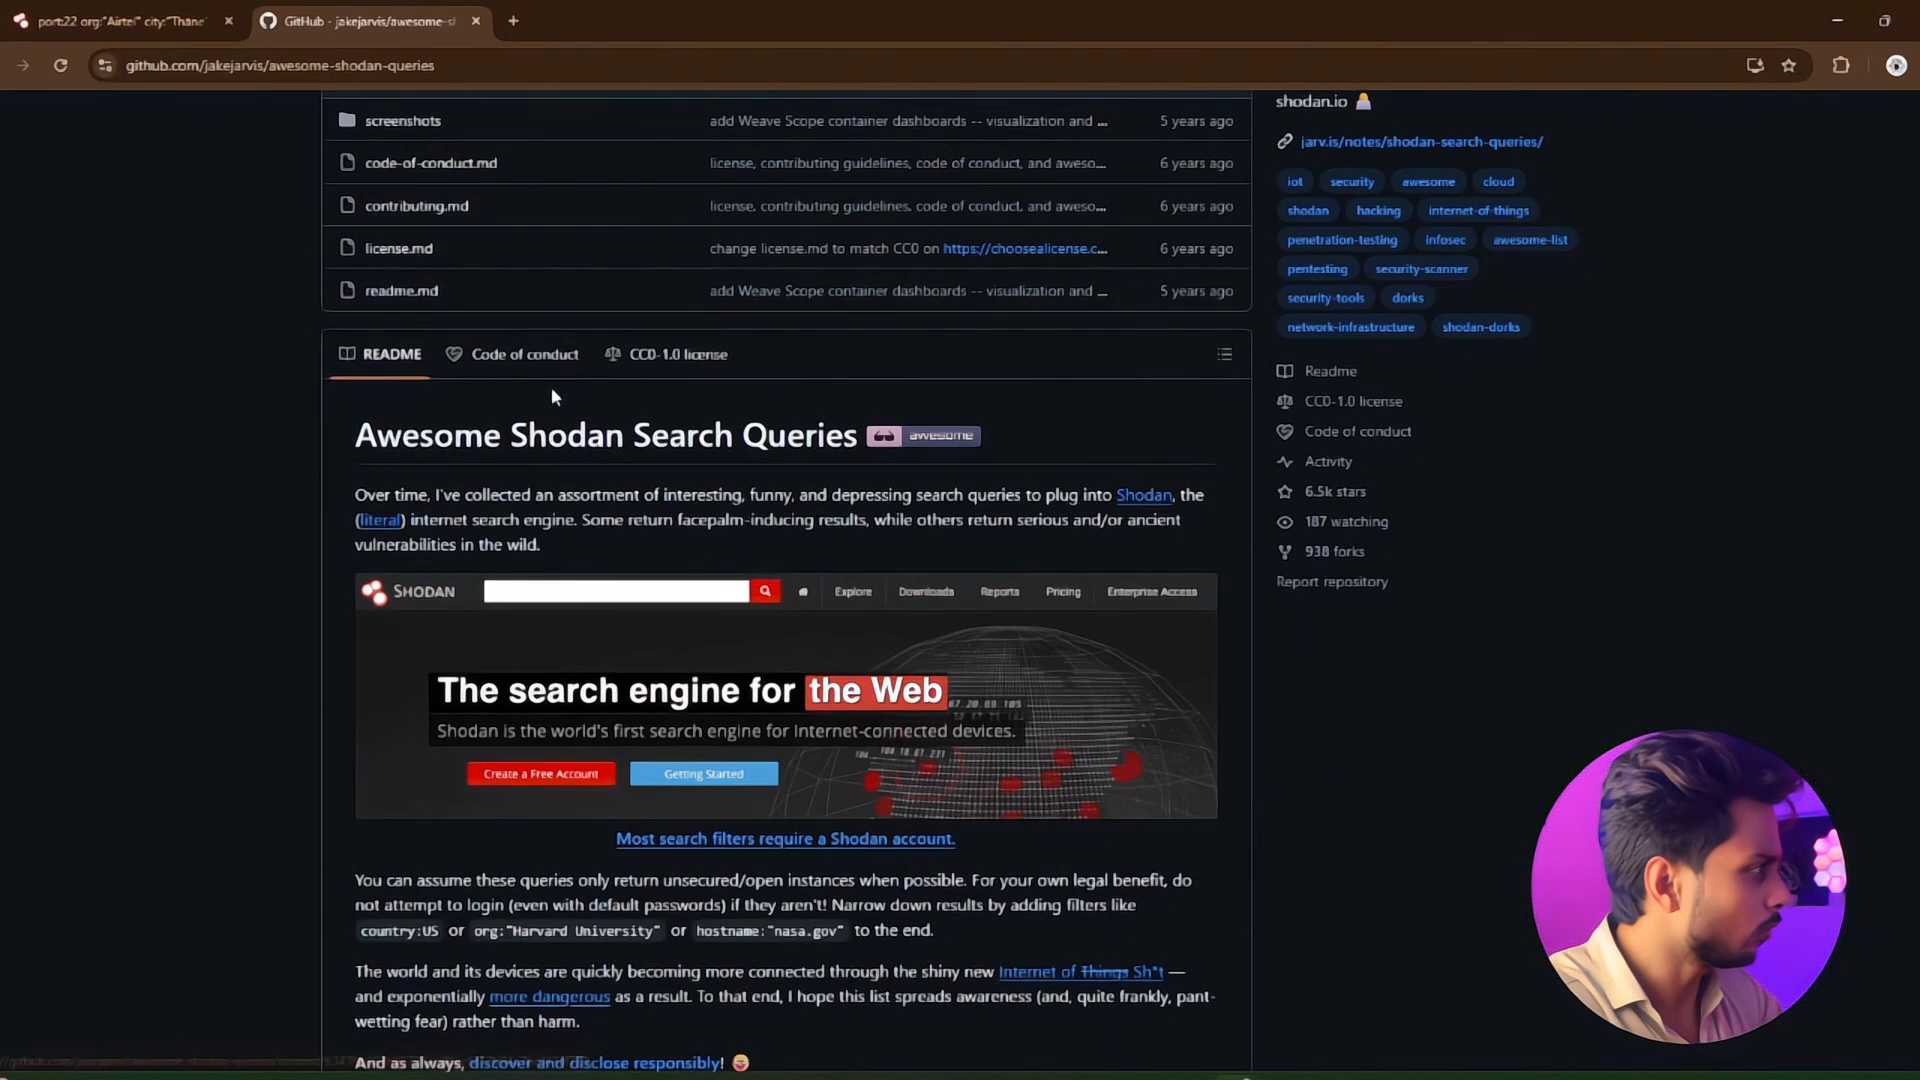 port:22 org:"Airtel" city:"Thane"
GitHub - jakejarvis/awesome-sh
github.com/jakejarvis/awesome-shodan-queries
screenshots add Weave Scope container dashboards -- visualization and ... 5 years ago
code-of-conduct.md license, contributing guidelines, code of conduct, and aweso... 6 years ago
contributing.md license, contributing guidelines, code of conduct, and aweso... 6 years ago
license.md change license.md to match CC0 on https://choosealicense.c... 6 years ago
readme.md add Weave Scope container dashboards -- visualization and ... 5 years ago
README Code of conduct CC0-1.0 license
Awesome Shodan Search Queries awesome
Over time, I've collected an assortment of interesting, funny, and depressing search queries to plug into Shodan, the
(literal) internet search engine. Some return facepalm-inducing results, while others return serious and/or ancient
vulnerabilities in the wild.
SHODAN Explore Downloads Reports Pricing Enterprise Access
The search engine for the Web
Shodan is the world's first search engine for Internet-connected devices.
Create a Free Account Getting Started
Most search filters require a Shodan account.
You can assume these queries only return unsecured/open instances when possible. For your own legal benefit, do
not attempt to login (even with default passwords) if they aren't! Narrow down results by adding filters like
country:US or org:"Harvard University" or hostname:"nasa.gov" to the end.
The world and its devices are quickly becoming more connected through the shiny new Internet of Things Sh*t —
and exponentially more dangerous as a result. To that end, I hope this list spreads awareness (and, quite frankly, pant-
wetting fear) rather than harm.
And as always, discover and disclose responsibly!
shodan.io
jarv.is/notes/shodan-search-queries/
iot security awesome cloud
shodan hacking internet-of-things
penetration-testing infosec awesome-list
pentesting security-scanner
security-tools dorks
network-infrastructure shodan-dorks
Readme
CC0-1.0 license
Code of conduct
Activity
6.5k stars
187 watching
938 forks
Report repository